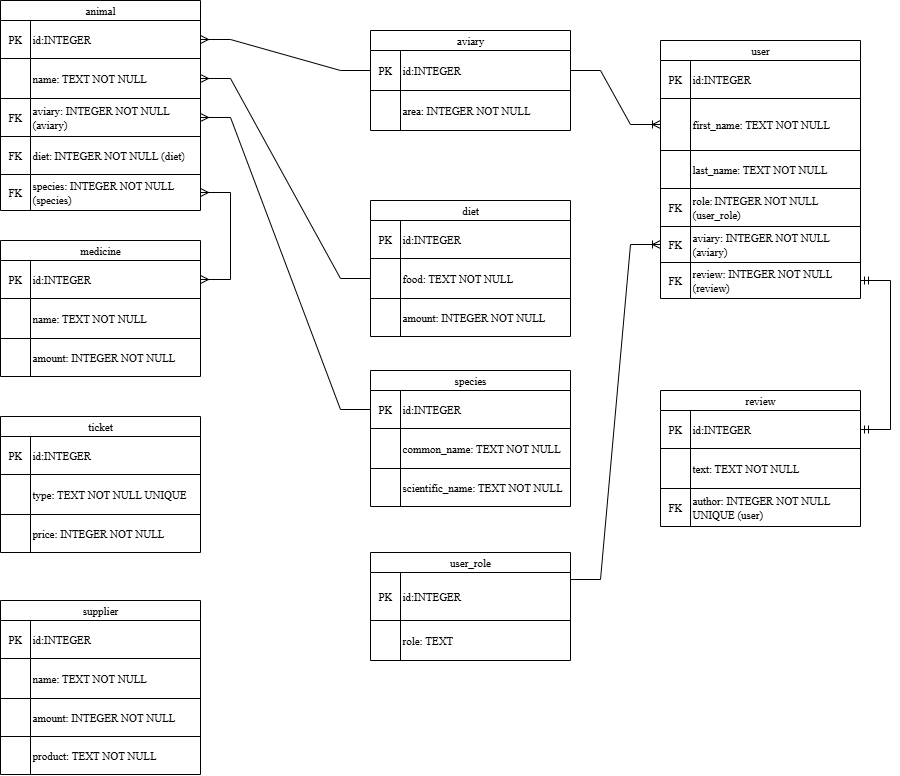 animal
PK id:INTEGER
name: TEXT NOT NULL
FK aviary: INTEGER NOT NULL
(aviary)
FK diet: INTEGER NOT NULL (diet)
FK species: INTEGER NOT NULL
(species)
medicine
PK id:INTEGER
name: TEXT NOT NULL
amount: INTEGER NOT NULL
ticket
PK id:INTEGER
type: TEXT NOT NULL UNIQUE
price: INTEGER NOT NULL
supplier
PK id:INTEGER
name: TEXT NOT NULL
amount: INTEGER NOT NULL
product: TEXT NOT NULL
aviary
PK id:INTEGER
area: INTEGER NOT NULL
diet
PK id:INTEGER
food: TEXT NOT NULL
amount: INTEGER NOT NULL
species
PK id:INTEGER
common_name: TEXT NOT NULL
scientific_name: TEXT NOT NULL
user_role
PK id:INTEGER
role: TEXT
user
PK id:INTEGER
first_name: TEXT NOT NULL
last_name: TEXT NOT NULL
FK role: INTEGER NOT NULL
(user_role)
FK aviary: INTEGER NOT NULL
(aviary)
FK review: INTEGER NOT NULL
(review)
review
PK id:INTEGER
text: TEXT NOT NULL
FK author: INTEGER NOT NULL
UNIQUE (user)